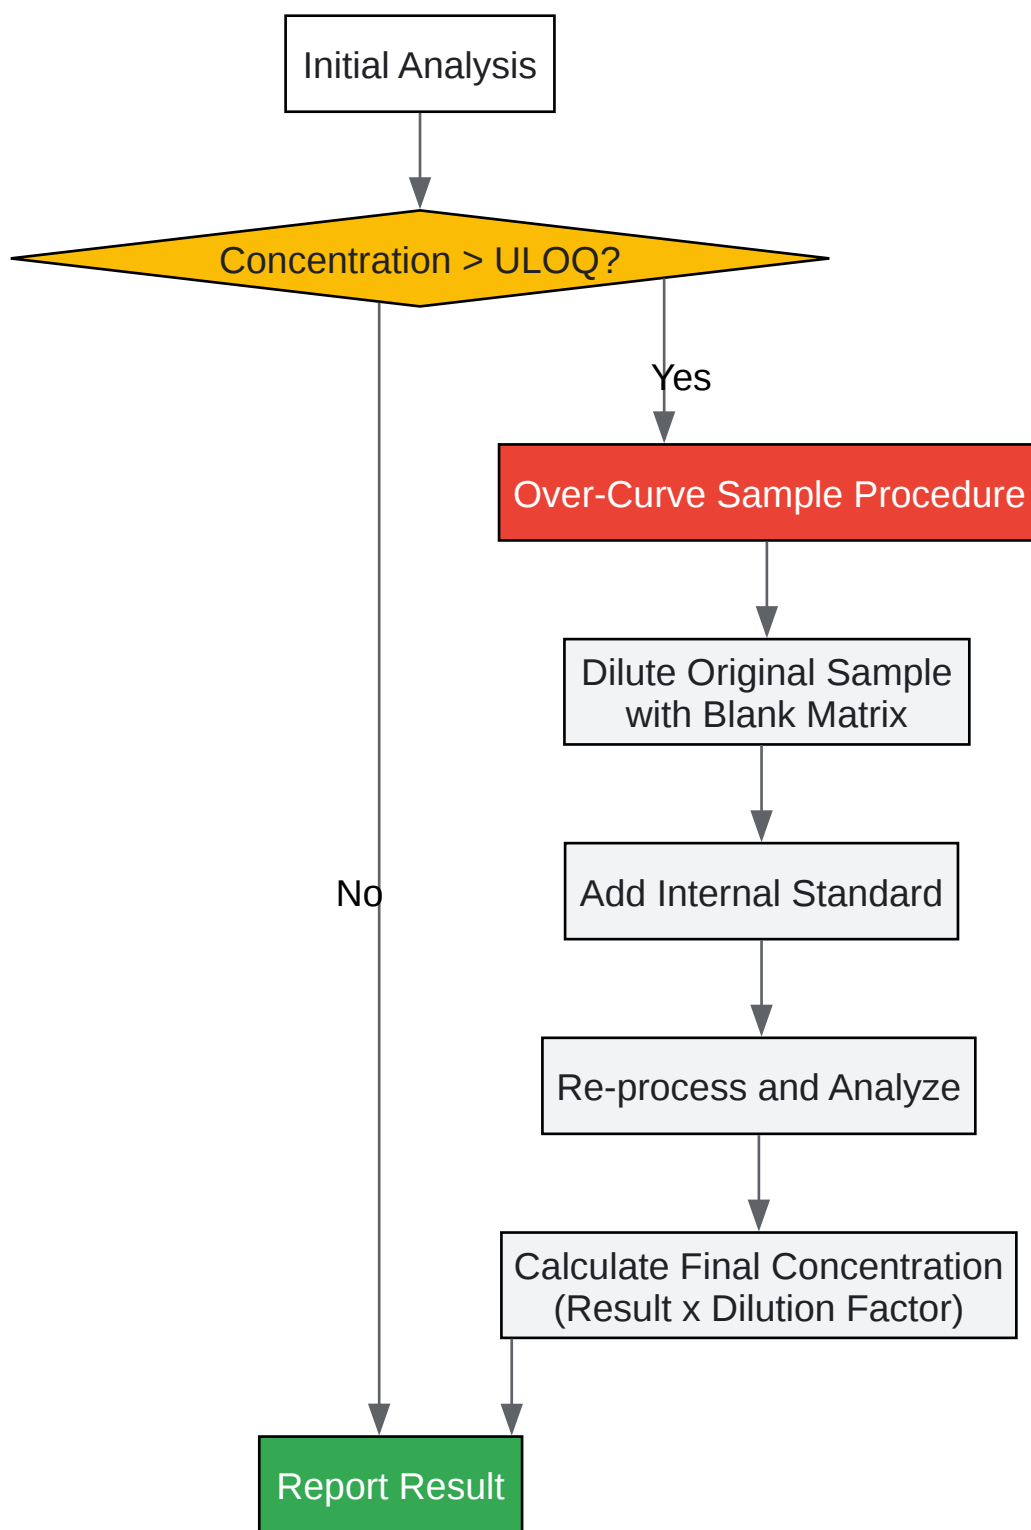 Initial Analysis
Concentration > ULOQ?
Yes
Over-Curve Sample Procedure
Dilute Original Sample
with Blank Matrix
Add Internal Standard
No
Re-process and Analyze
Calculate Final Concentration
(Result x Dilution Factor)
Report Result